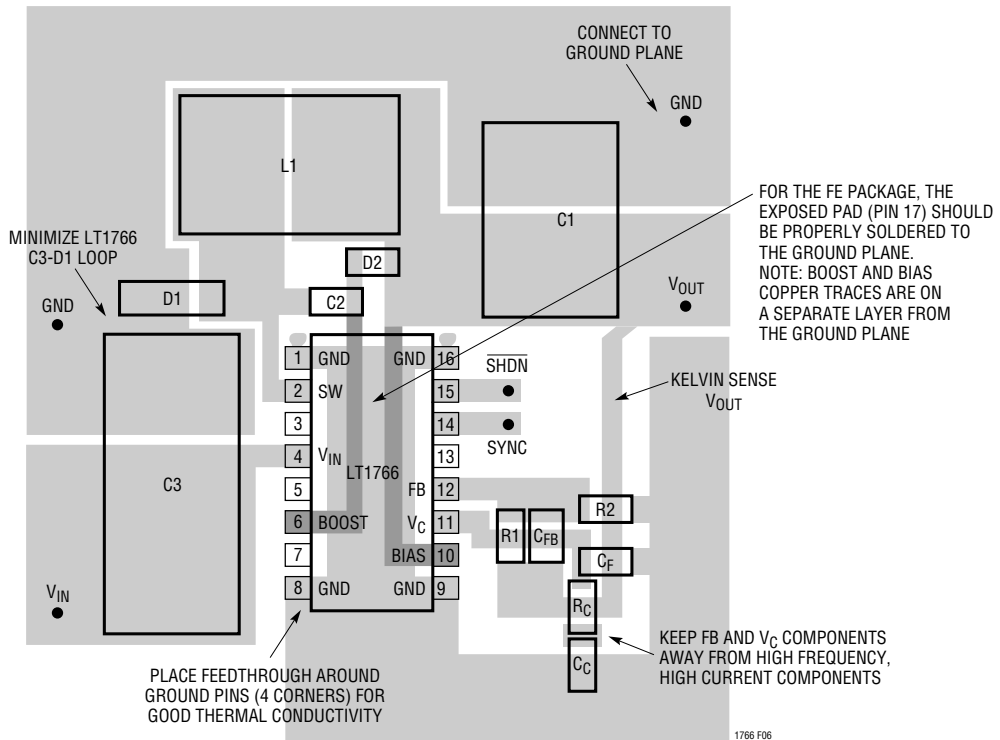 CONNECT TO
GROUND PLANE
GND
L1
C1
FOR THE FE PACKAGE, THE
EXPOSED PAD (PIN 17) SHOULD
BE PROPERLY SOLDERED TO
THE GROUND PLANE.
NOTE: BOOST AND BIAS
COPPER TRACES ARE ON
A SEPARATE LAYER FROM
THE GROUND PLANE
MINIMIZE LT1766
C3-D1 LOOP
GND
D1
D2
C2
VOUT
1 GND
GND 16
2 SW
15
SHDN
3
14
SYNC
4 VIN
13
LT1766
5
FB 12
6 BOOST
VC 11
7
BIAS 10
8 GND
GND 9
KELVIN SENSE
VOUT
C3
R1
CFB
R2
CF
RC
CC
VIN
KEEP FB AND VC COMPONENTS
AWAY FROM HIGH FREQUENCY,
HIGH CURRENT COMPONENTS
PLACE FEEDTHROUGH AROUND
GROUND PINS (4 CORNERS) FOR
GOOD THERMAL CONDUCTIVITY
1766 F06